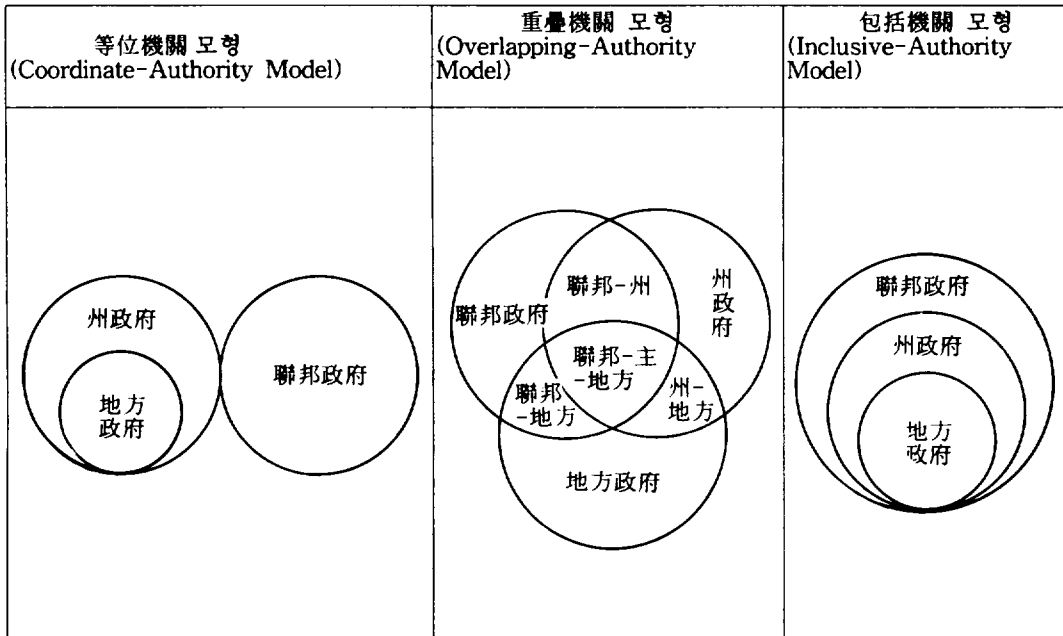 等位機關 모형
(Coordinate-Authority Model)
重疊機關 모형
(Overlapping-Authority
Model)
包括機關 모형
(Inclusive-Authority
Model)
州政府
地方
政府
聯邦政府
聯邦政府
聯邦-州
州
政
府
聯邦-主
-地方
聯邦
-地方
州-
地方
地方政府
聯邦政府
州政府
地方
政府